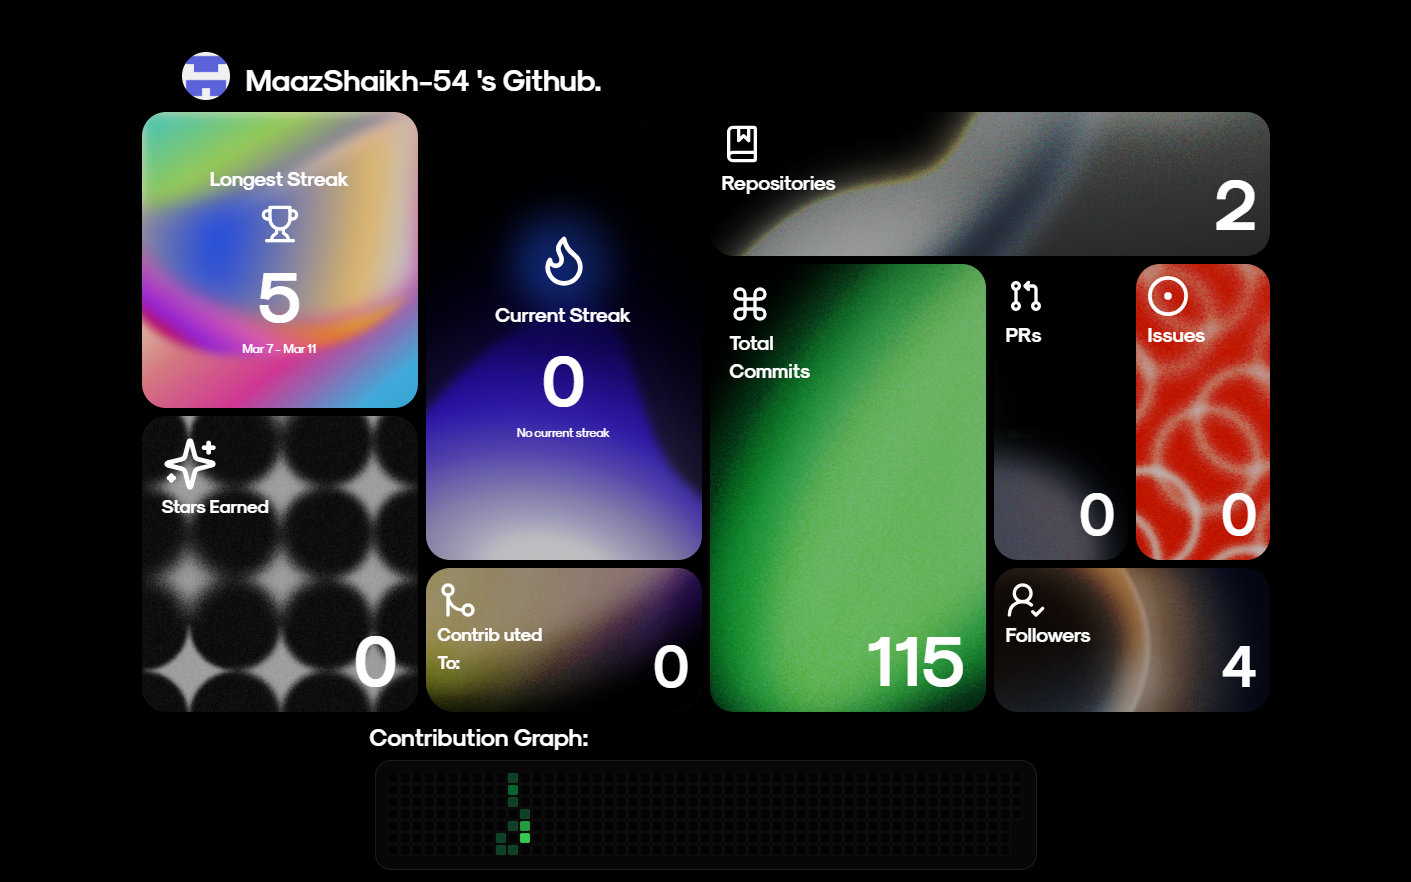 MaazShaikh-54 's Github.
Longest Streak
5
Mar 7 - Mar 11
Current Streak
0
No current streak
Repositories
2
Total
Commits
115
PRs
0
Issues
0
Stars Earned
0
Contrib uted
To:
0
Followers
4
Contribution Graph: